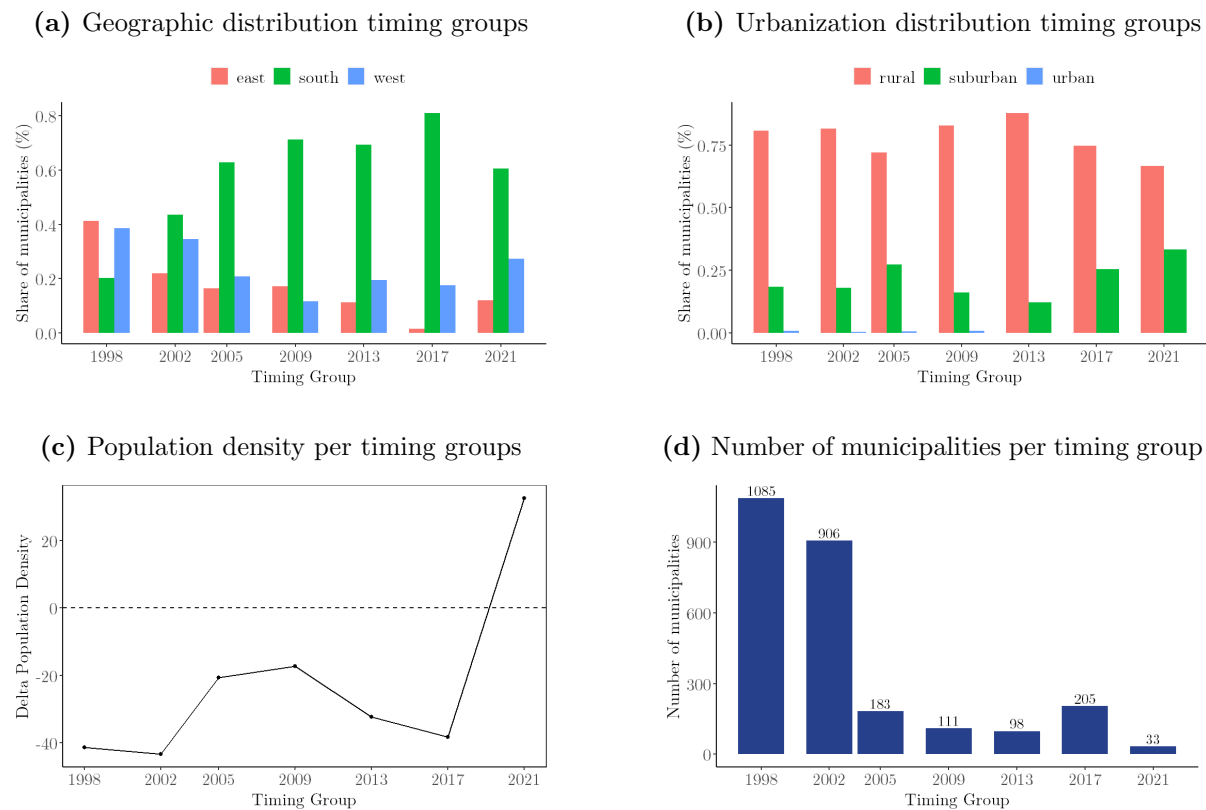 (a) Geographic distribution timing groups
east south west
Share of municipalities (%)
0.8
0.6
0.4
0.2
0.0
1998 2002 2005 2009 2013 2017 2021
Timing Group
(b) Urbanization distribution timing groups
rural suburban urban
Share of municipalities (%)
0.75
0.50
0.25
0.00
1998 2002 2005 2009 2013 2017 2021
Timing Group
(c) Population density per timing groups
Delta Population Density
20
0
-20
-40
1998 2002 2005 2009 2013 2017 2021
Timing Group
(d) Number of municipalities per timing group
Number of municipalities
900
600
300
0
1085
906
183
111
98
205
33
1998 2002 2005 2009 2013 2017 2021
Timing Group